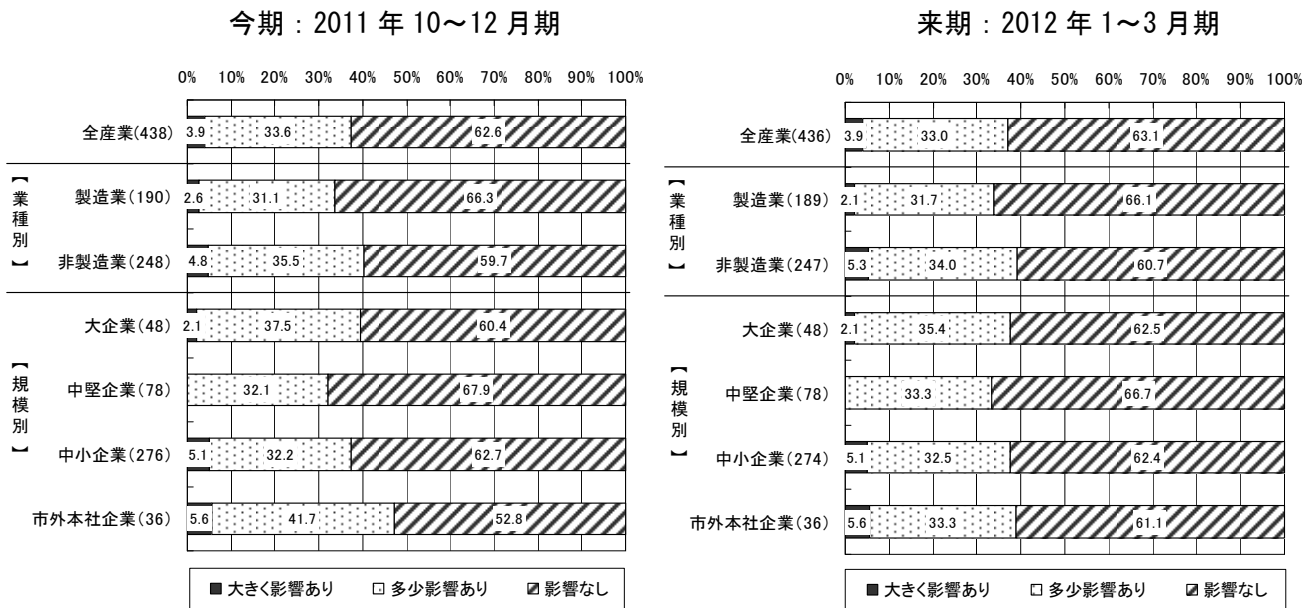 今期：2011 年 10～12 月期
0% 10% 20% 30% 40% 50% 60% 70% 80% 90% 100%
全産業(438) 3.9 33.6 62.6
【業種別】
製造業(190) 2.6 31.1 66.3
非製造業(248) 4.8 35.5 59.7
【規模別】
大企業(48) 2.1 37.5 60.4
中堅企業(78) 32.1 67.9
中小企業(276) 5.1 32.2 62.7
市外本社企業(36) 5.6 41.7 52.8
大きく影響あり 多少影響あり 影響なし
来期：2012 年 1～3 月期
0% 10% 20% 30% 40% 50% 60% 70% 80% 90% 100%
全産業(436) 3.9 33.0 63.1
【業種別】
製造業(189) 2.1 31.7 66.1
非製造業(247) 5.3 34.0 60.7
【規模別】
大企業(48) 2.1 35.4 62.5
中堅企業(78) 33.3 66.7
中小企業(274) 5.1 32.5 62.4
市外本社企業(36) 5.6 33.3 61.1
大きく影響あり 多少影響あり 影響なし